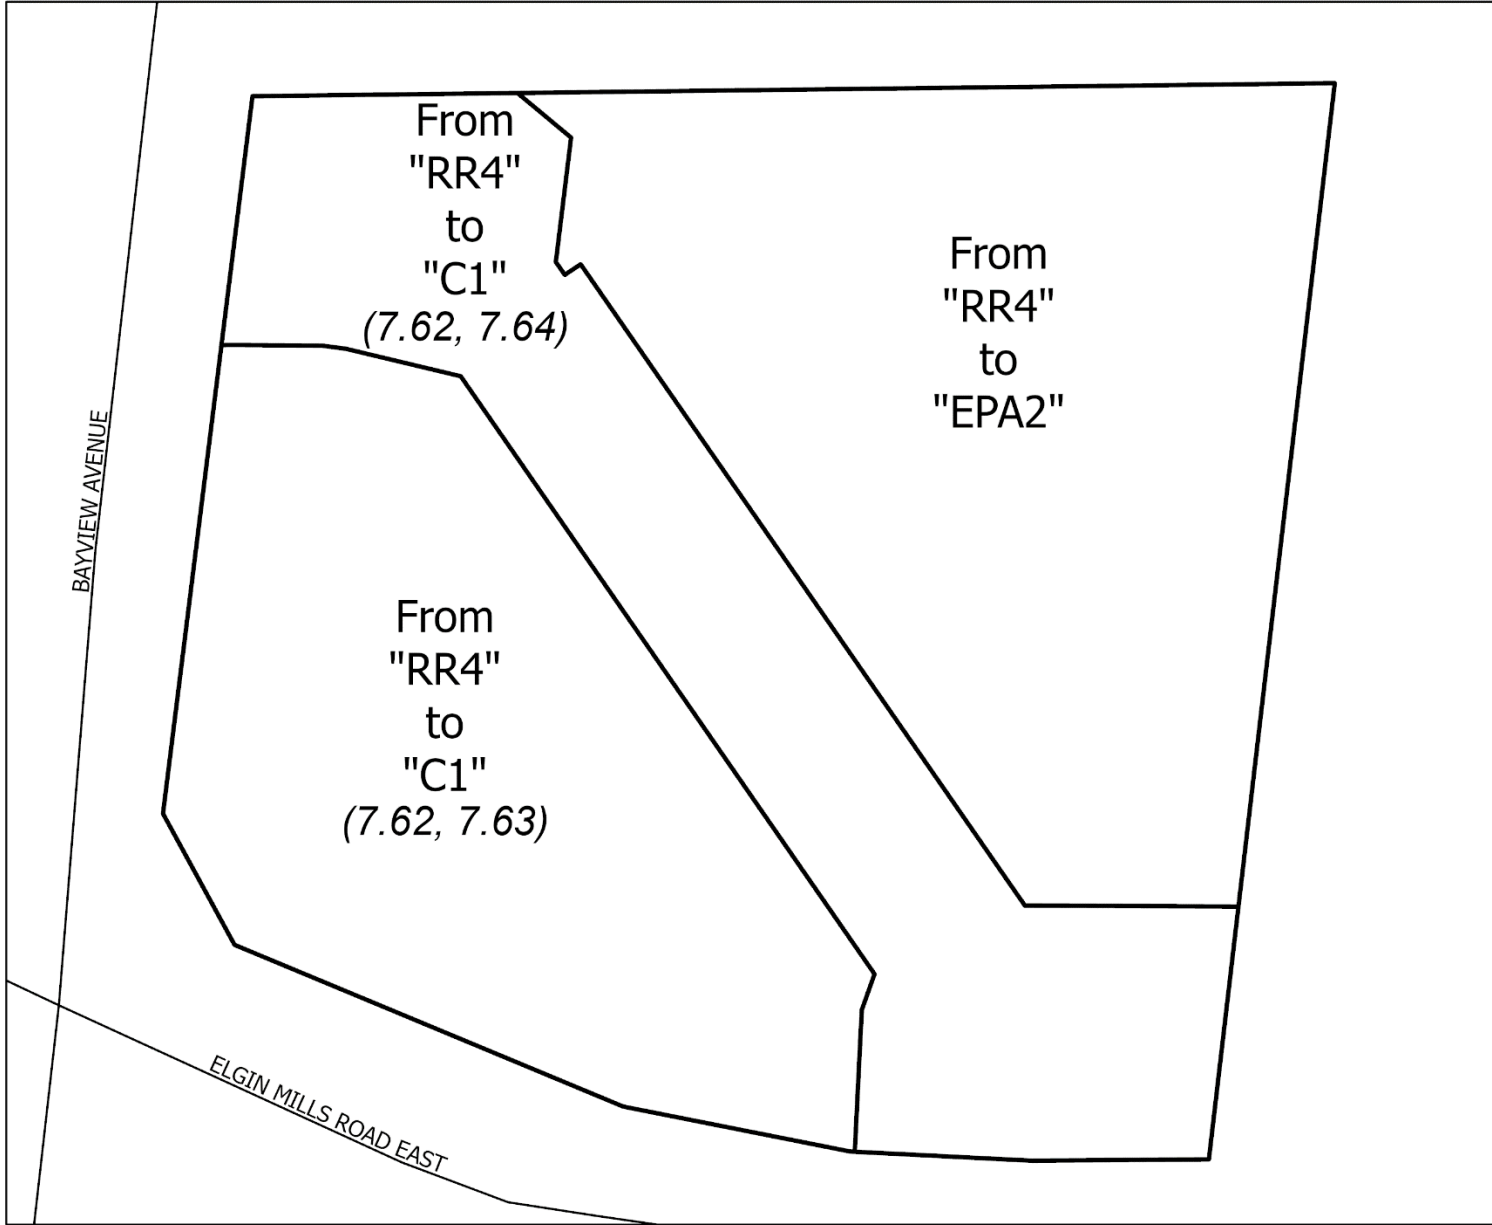 From
"RR4"
to
"C1"
(7.62, 7.64)
From
"RR4"
to
"EPA2"
BAYVIEW AVENUE
From
"RR4"
to
"C1"
(7.62, 7.63)
ELGIN MILLS ROAD EAST